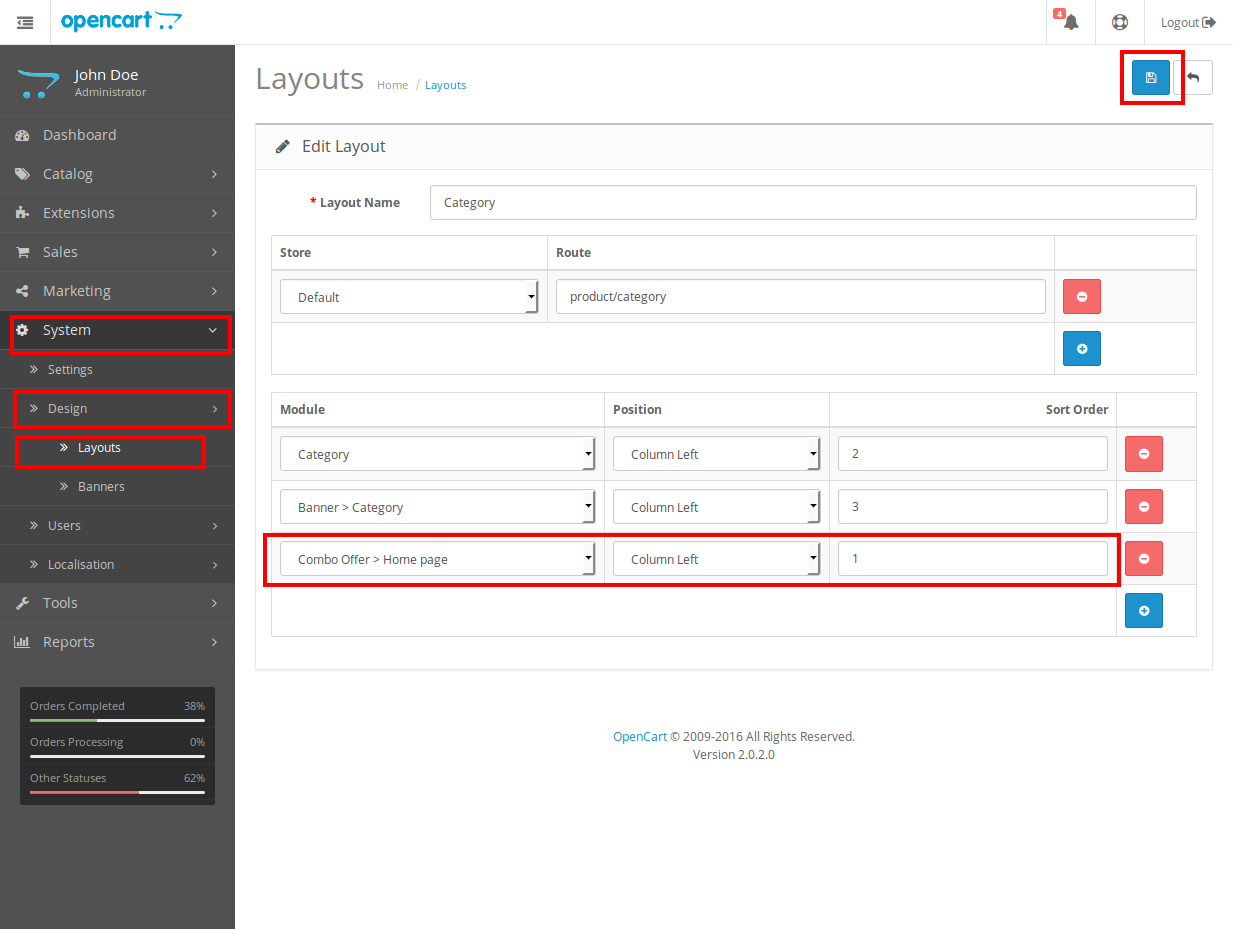 opencart
4
Logout
John Doe
Administrator
Dashboard
Catalog
Extensions
Sales
Marketing
System
Settings
Design
Layouts
Banners
Users
Localisation
Tools
Reports
Orders Completed 38%
Orders Processing 0%
Other Statuses 62%
Layouts Home / Layouts
Edit Layout
* Layout Name Category
Store Route
Default product/category
Module Position Sort Order
Category Column Left 2
Banner > Category Column Left 3
Combo Offer > Home page Column Left 1
OpenCart © 2009-2016 All Rights Reserved.
Version 2.0.2.0